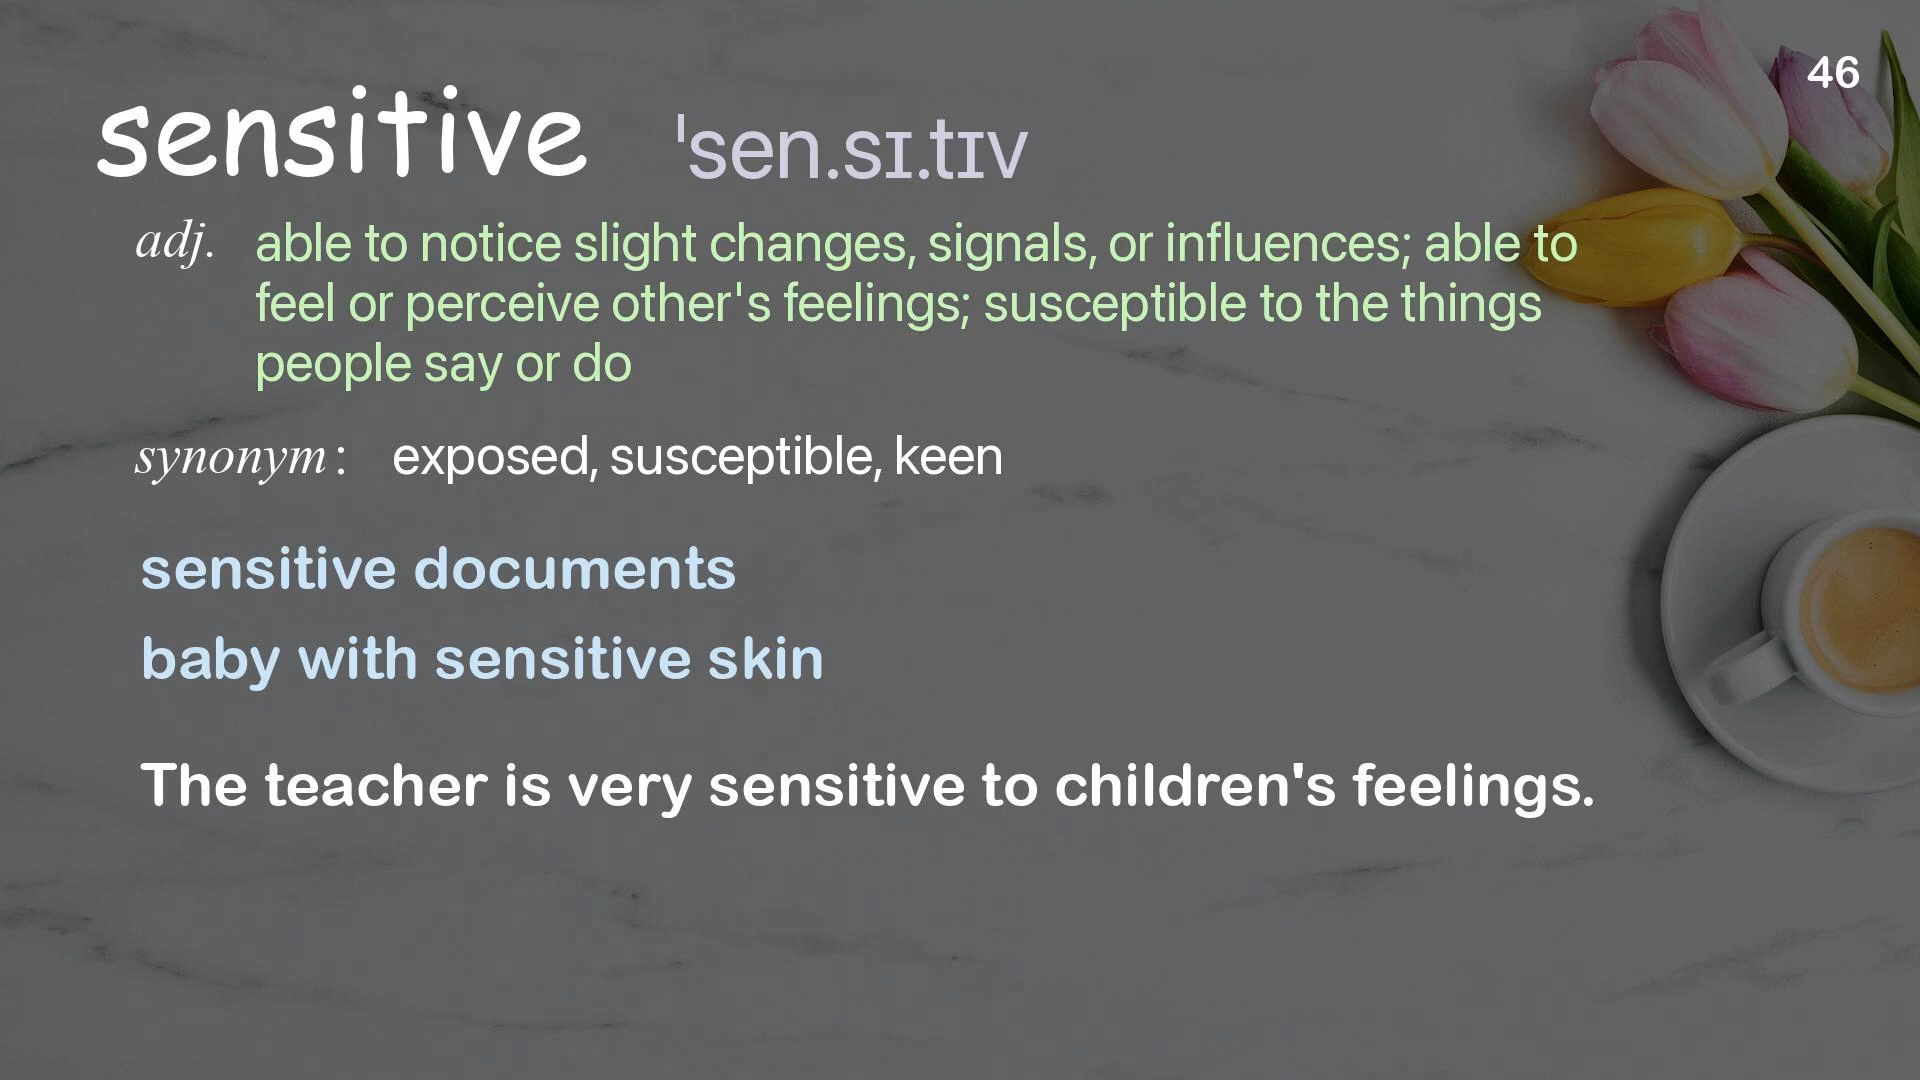 46
sensitive ˈsen.sɪ.tɪv
adj. able to notice slight changes, signals, or influences; able to
feel or perceive other's feelings; susceptible to the things
people say or do
synonym: exposed, susceptible, keen
sensitive documents
baby with sensitive skin
The teacher is very sensitive to children's feelings.